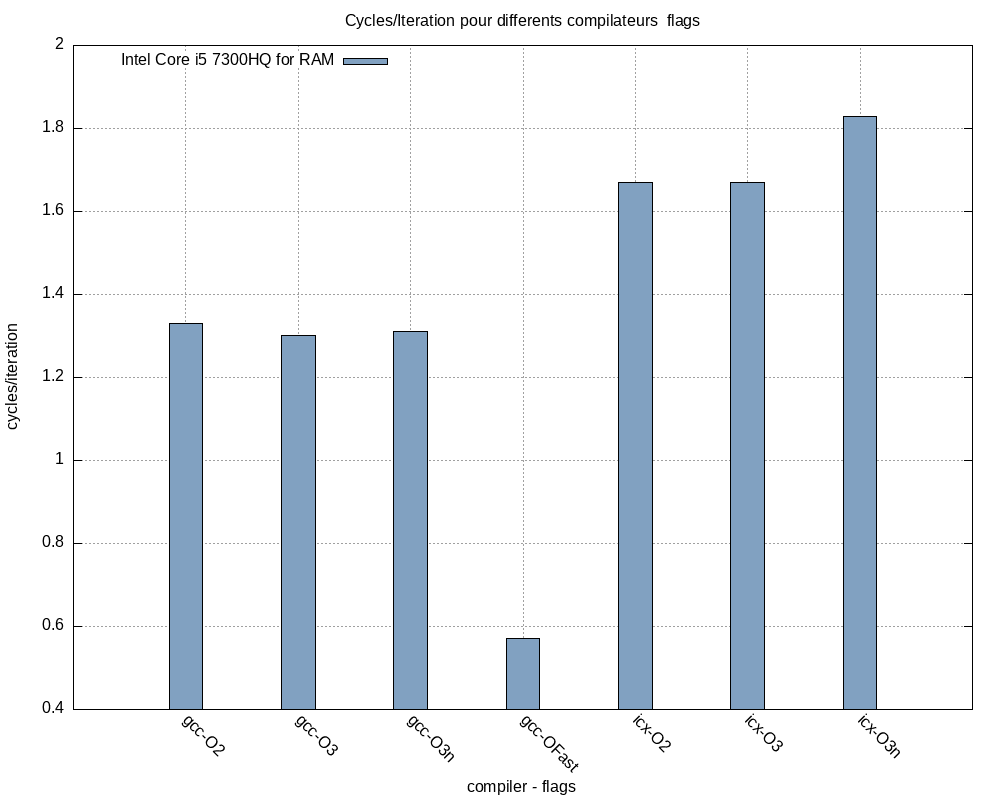 Cycles/Iteration pour differents compilateurs  flags
Intel Core i5 7300HQ for RAM
2
1.8
1.6
1.4
1.2
1
0.8
0.6
0.4
cycles/iteration
gcc-O2
gcc-O3
gcc-O3n
gcc-OFast
icx-O2
icx-O3
icx-O3n
compiler - flags